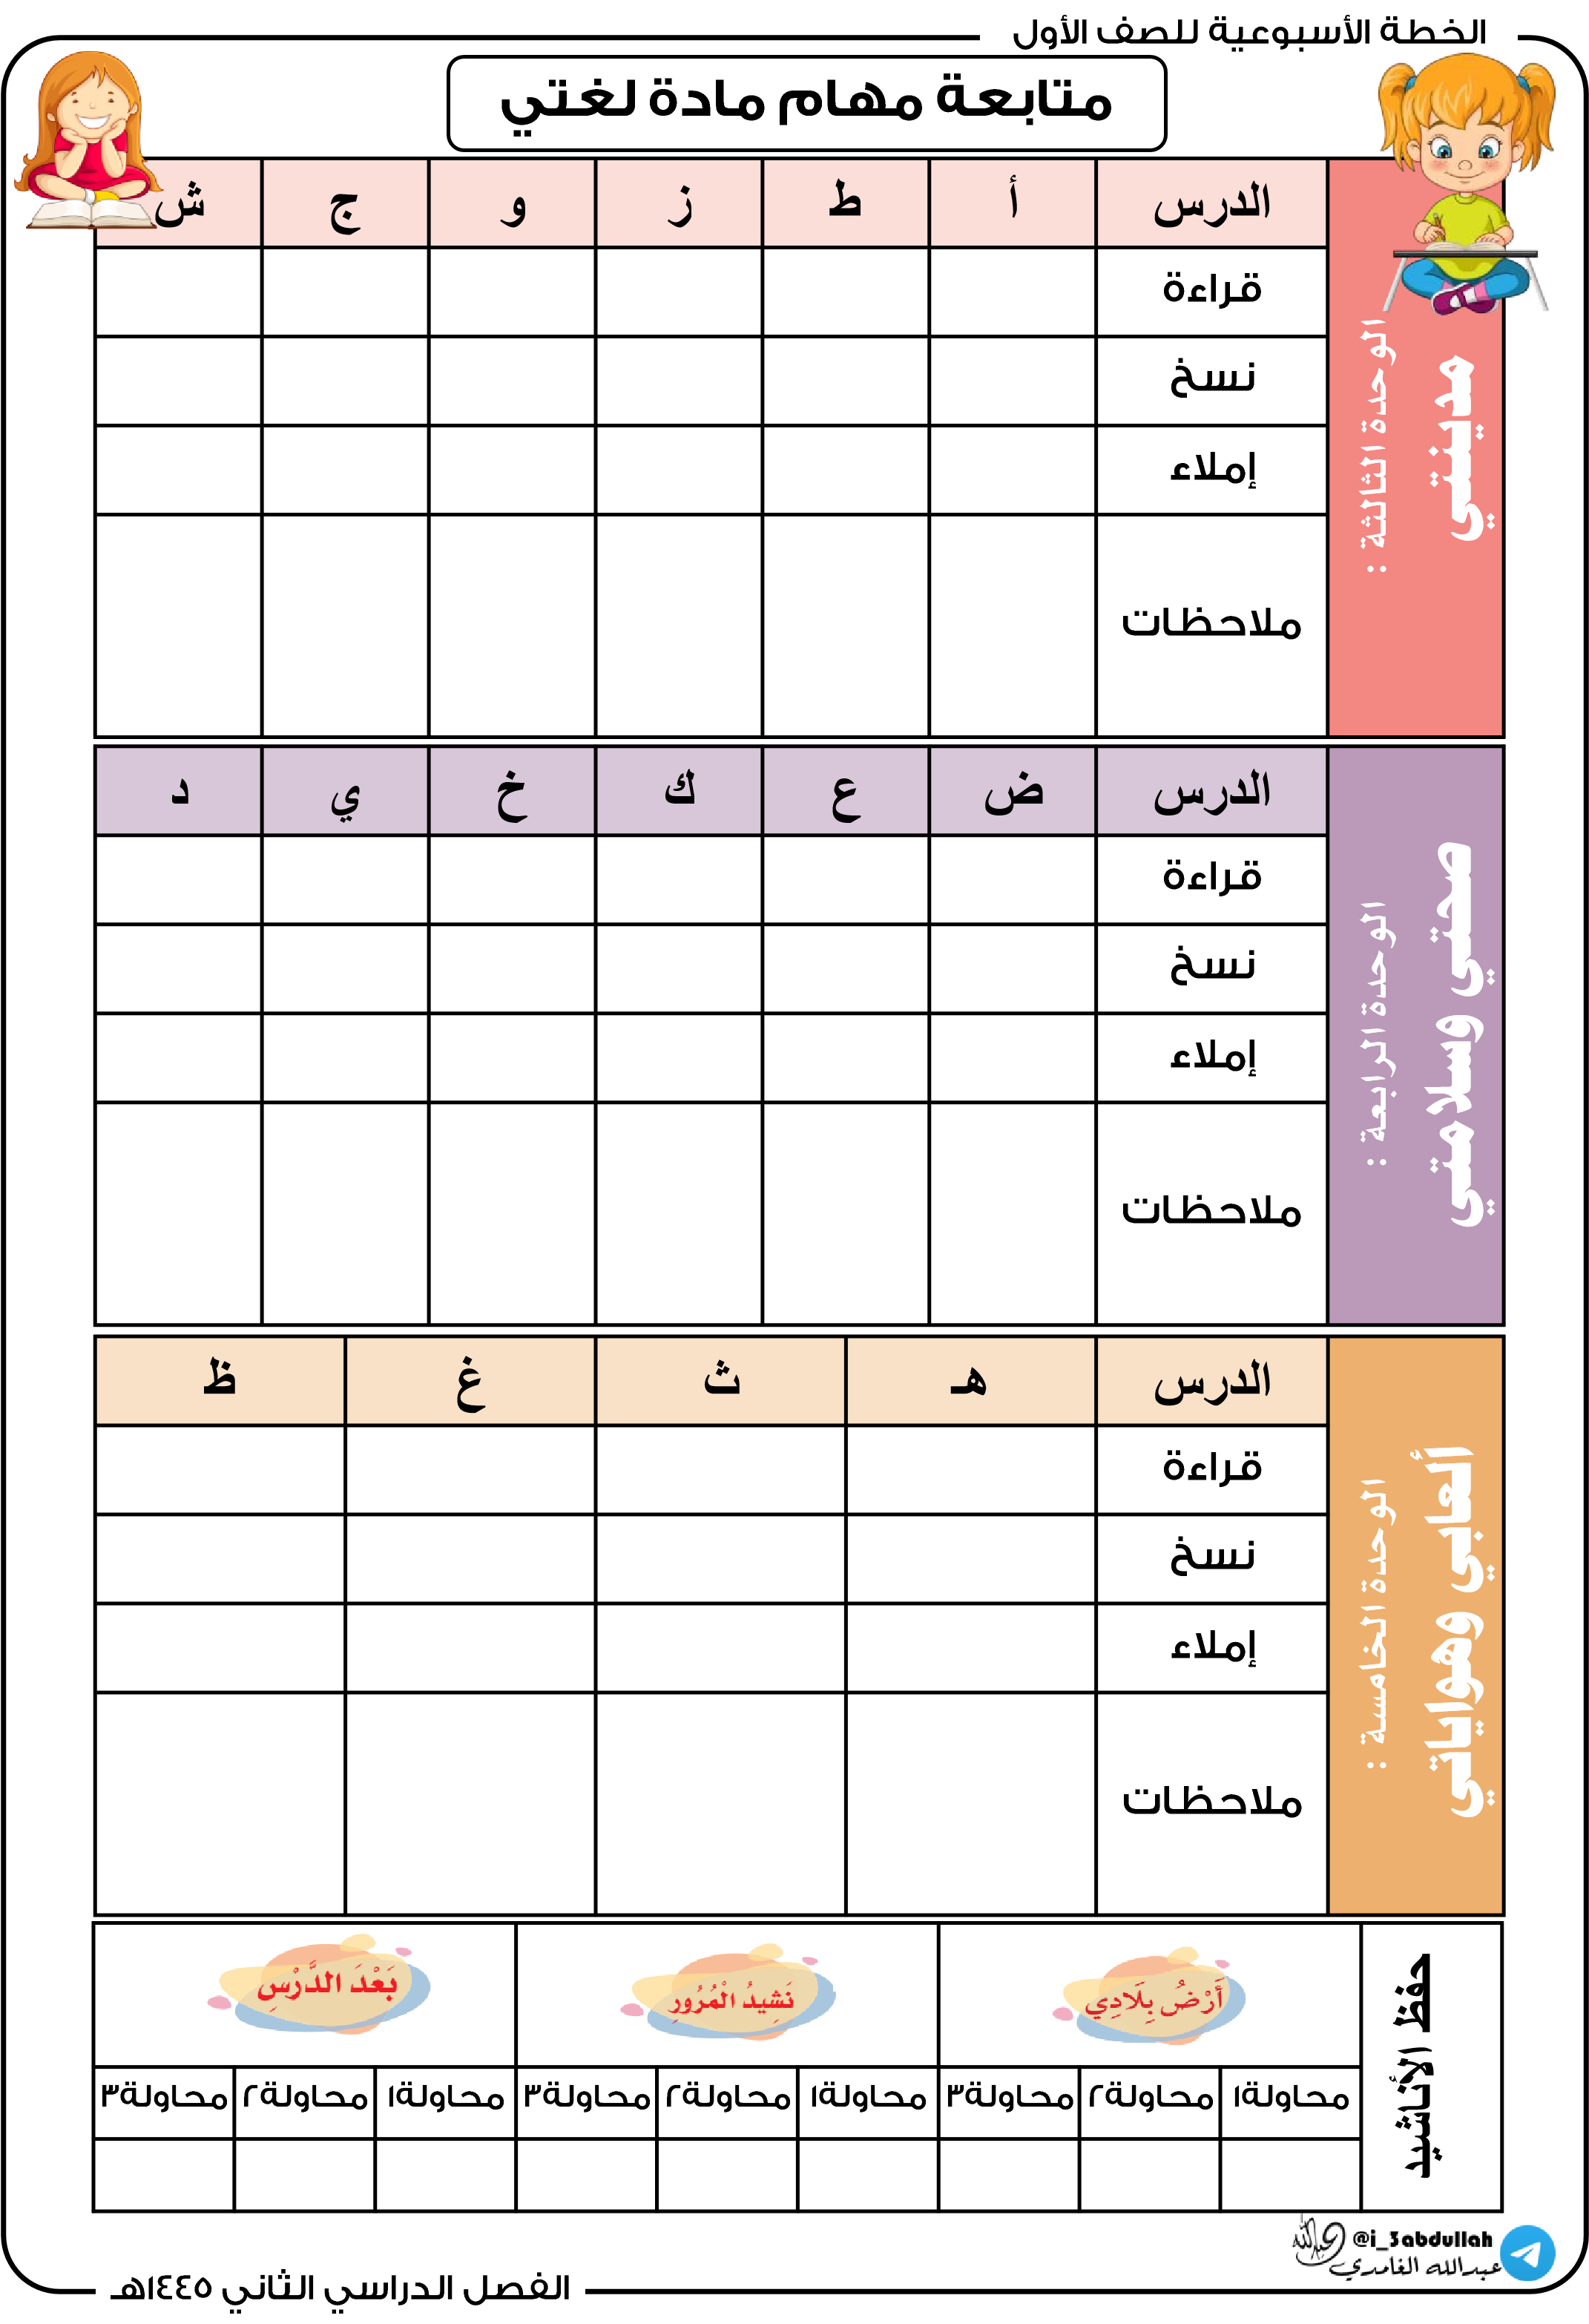 الخطة الأسبوعية للصف الأول
متابعة مهام مادة لغتي
الوحدة الثالثة :
مدينتي
الدرس أ ط ز و ج ش
قراءة
نسخ
إملاء
ملاحظات
الوحدة الرابعة :
صحتي وسلامتي
الدرس ض ع ك خ ي د
قراءة
نسخ
إملاء
ملاحظات
الوحدة الخامسة :
ألعابي وهواياتي
الدرس هـ ث غ ظ
قراءة
نسخ
إملاء
ملاحظات
حفظ الأناشيد
أَرْضُ بِلَادِي نَشِيدُ الْمُرُورِ بَعْدَ الدَّرْسِ
محاولة١ محاولة٢ محاولة٣ محاولة١ محاولة٢ محاولة٣ محاولة١ محاولة٢ محاولة٣
@i_3abdullah
عبدالله
عبدالله الغامدي
الفصل الدراسي الثاني ١٤٤٥هـ